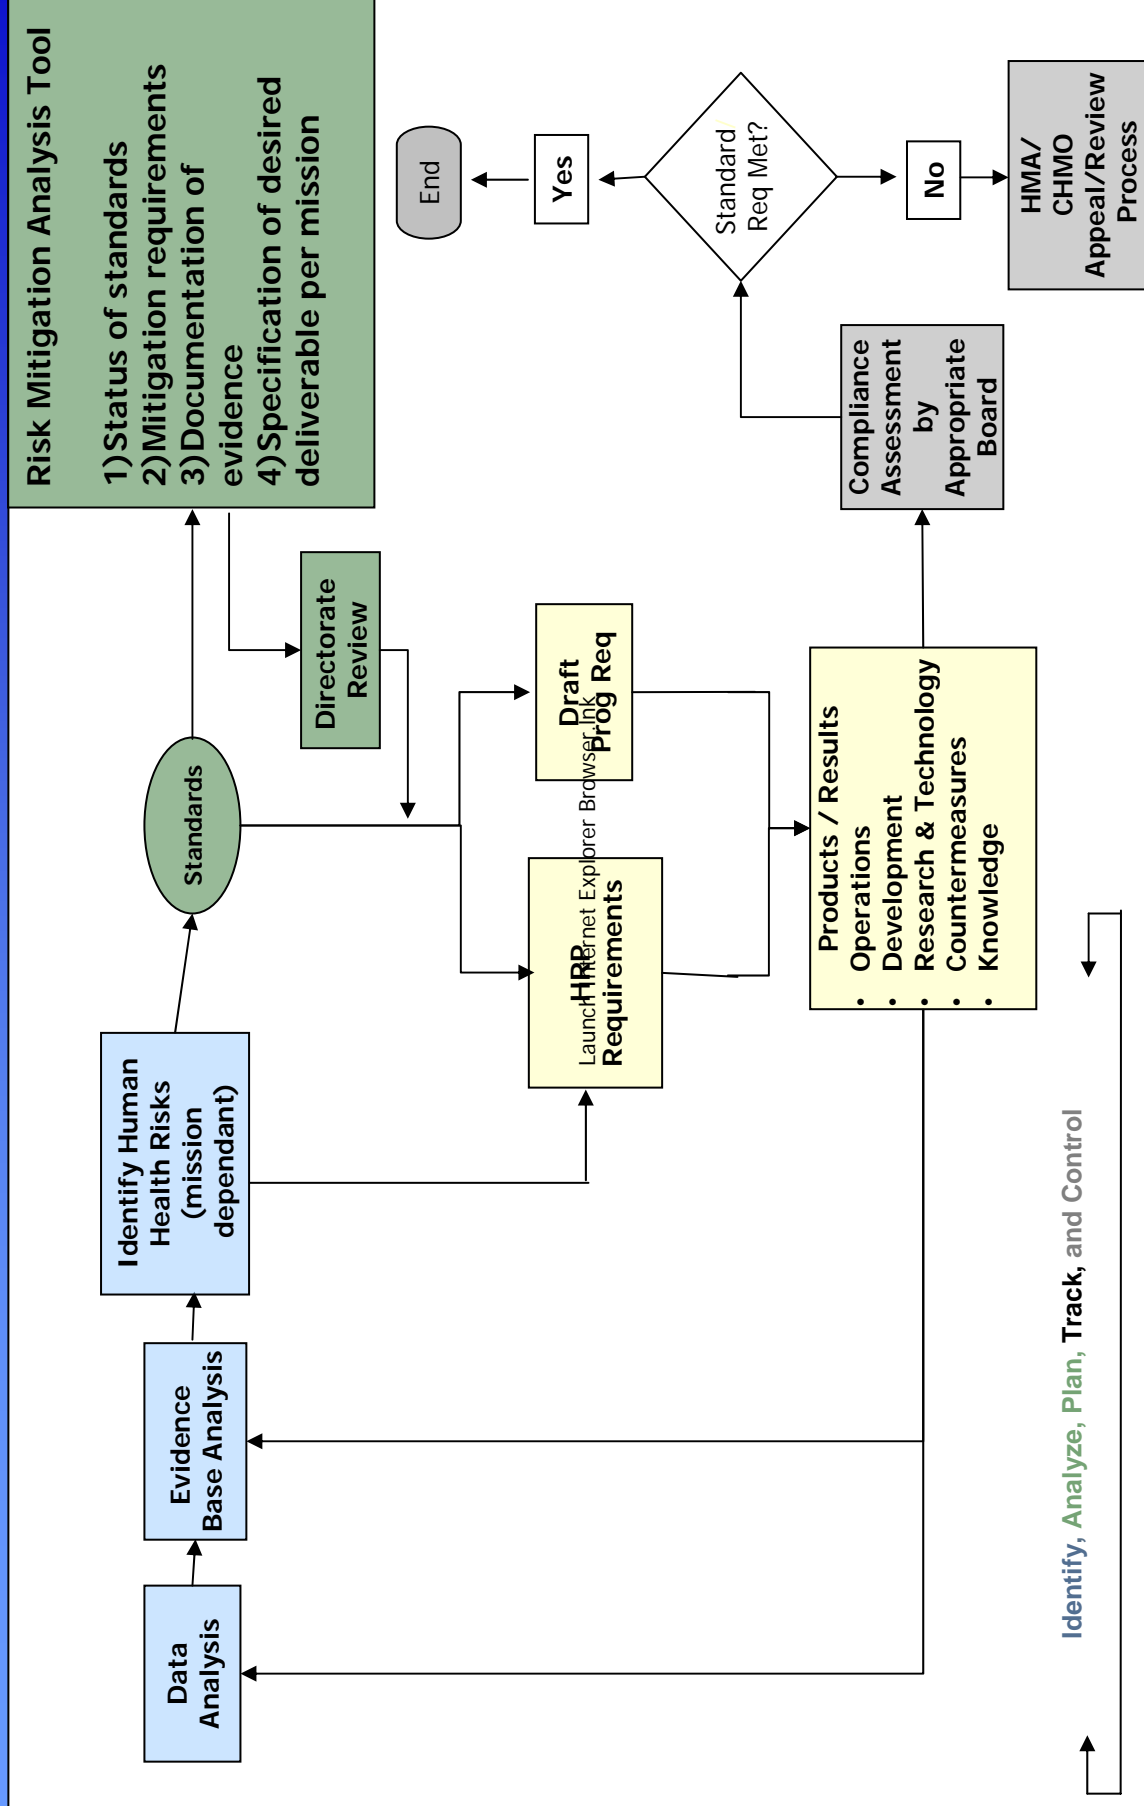 Risk Mitigation Analysis Tool
1)Status of standards
2)Mitigation requirements
3)Documentation of
evidence
4)Specification of desired
deliverable per mission
Data
Analysis
Evidence
Base Analysis
Identify Human
Health Risks
(mission
dependant)
Standards
Directorate
Review
HRP
Requirements
Launch Internet Explorer Browser.lnk
Draft
Prog Req
Products / Results
• Operations
• Development
• Research & Technology
• Countermeasures
• Knowledge
Compliance
Assessment
by
Appropriate
Board
Standard/
Req Met?
Yes
End
No
HMA/
CHMO
Appeal/Review
Process
Identify, Analyze, Plan, Track, and Control